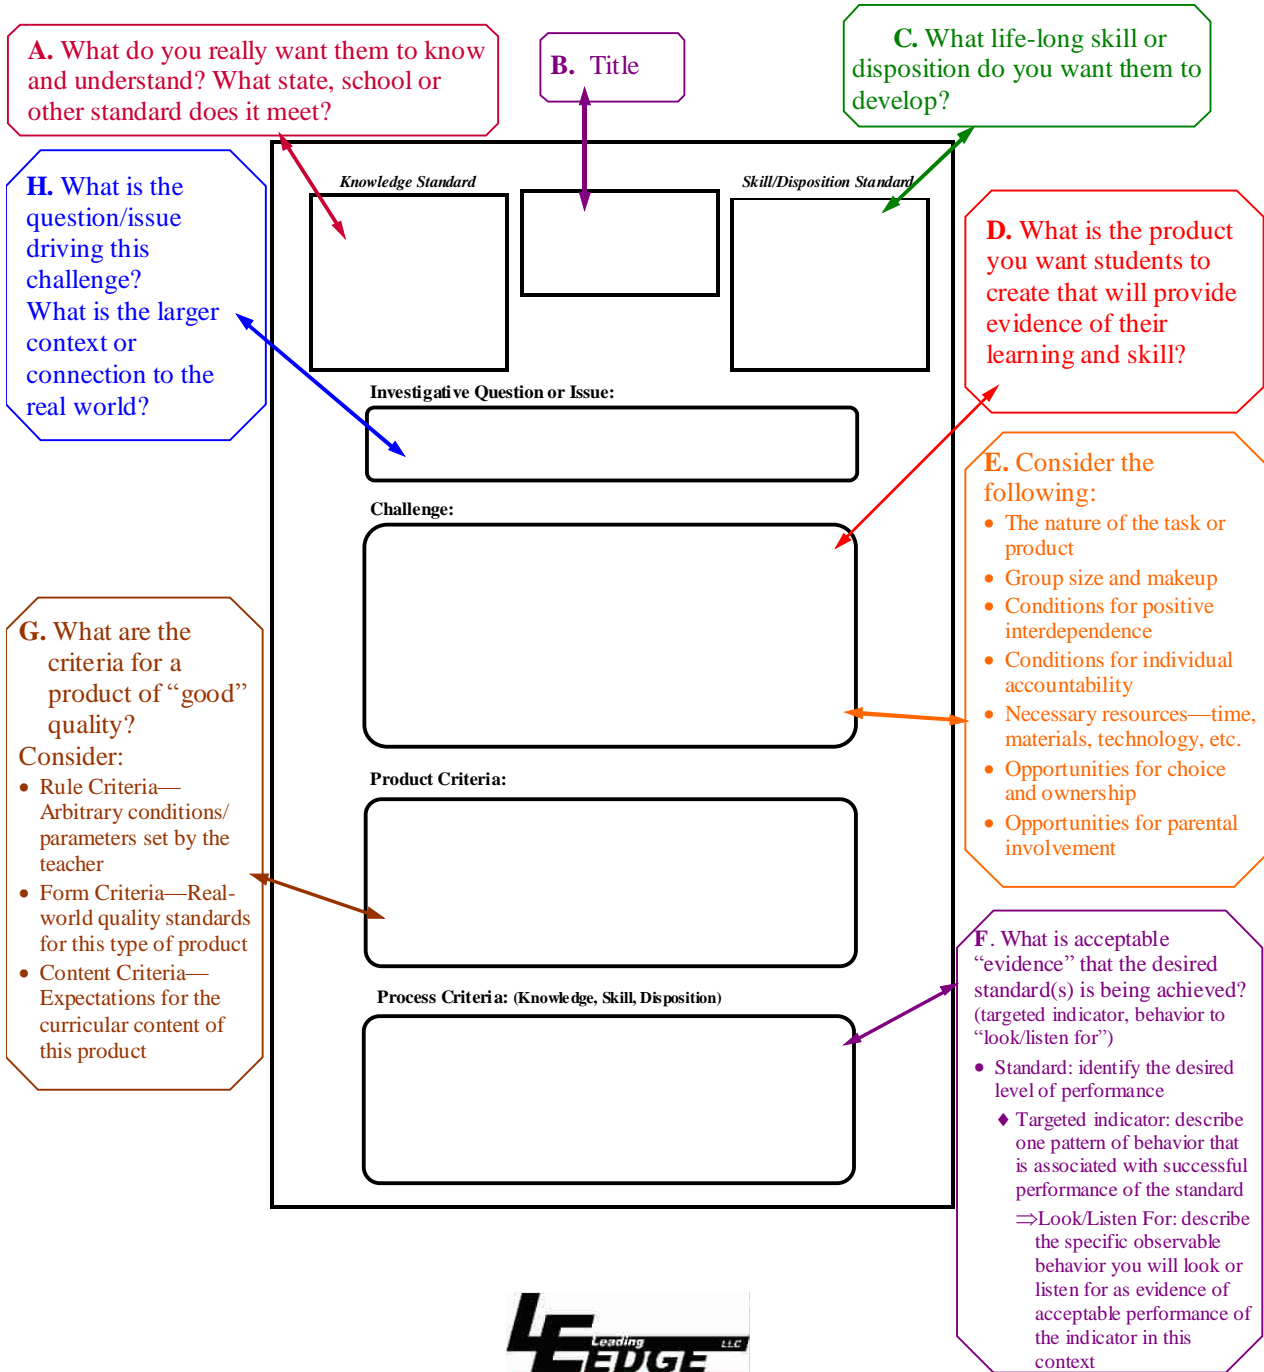 A. What do you really want them to know
and understand? What state, school or
other standard does it meet?
B. Title
C. What life-long skill or
disposition do you want them to
develop?
H. What is the
question/issue
driving this
challenge?
What is the larger
context or
connection to the
real world?
Knowledge Standard
Skill/Disposition Standard
D. What is the product
you want students to
create that will provide
evidence of their
learning and skill?
Investigative Question or Issue:
Challenge:
E. Consider the
following:
• The nature of the task or
product
• Group size and makeup
• Conditions for positive
interdependence
• Conditions for individual
accountability
• Necessary resources—time,
materials, technology, etc.
• Opportunities for choice
and ownership
• Opportunities for parental
involvement
G. What are the
criteria for a
product of “good”
quality?
Consider:
• Rule Criteria—
Arbitrary conditions/
parameters set by the
teacher
• Form Criteria—Real-
world quality standards
for this type of product
• Content Criteria—
Expectations for the
curricular content of
this product
Product Criteria:
Process Criteria: (Knowledge, Skill, Disposition)
F. What is acceptable
“evidence” that the desired
standard(s) is being achieved?
(targeted indicator, behavior to
“look/listen for”)
• Standard: identify the desired
level of performance
♦ Targeted indicator: describe
one pattern of behavior that
is associated with successful
performance of the standard
⇒Look/Listen For: describe
the specific observable
behavior you will look or
listen for as evidence of
acceptable performance of
the indicator in this
context
LE
Leading LLC
EDGE